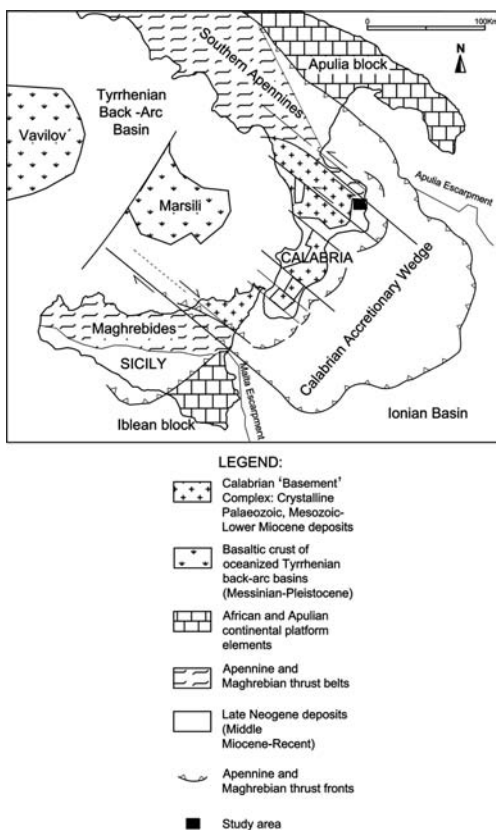 0 100Km
N
Southern Apennines
Apulia block
Tyrrhenian
Back -Arc
Basin
Vavilov
Marsili
Apulia Escarpment
CALABRIA
Calabrian Accretionary Wedge
Maghrebides
SICILY
Iblean block
Malta Escarpment
Ionian Basin
LEGEND:
Calabrian 'Basement'
Complex: Crystalline
Palaeozoic, Mesozoic-
Lower Miocene deposits
Basaltic crust of
oceanized Tyrrhenian
back-arc basins
(Messinian-Pleistocene)
African and Apulian
continental platform
elements
Apennine and
Maghrebian thrust belts
Late Neogene deposits
(Middle
Miocene-Recent)
Apennine and
Maghrebian thrust fronts
Study area